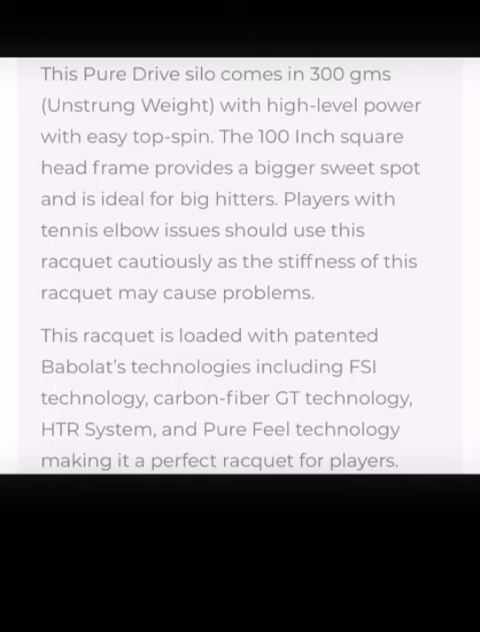 This Pure Drive silo comes in 300 gms
(Unstrung Weight) with high-level power
with easy top-spin. The 100 Inch square
head frame provides a bigger sweet spot
and is ideal for big hitters. Players with
tennis elbow issues should use this
racquet cautiously as the stiffness of this
racquet may cause problems.
This racquet is loaded with patented
Babolat’s technologies including FSI
technology, carbon-fiber GT technology,
HTR System, and Pure Feel technology
making it a perfect racquet for players.